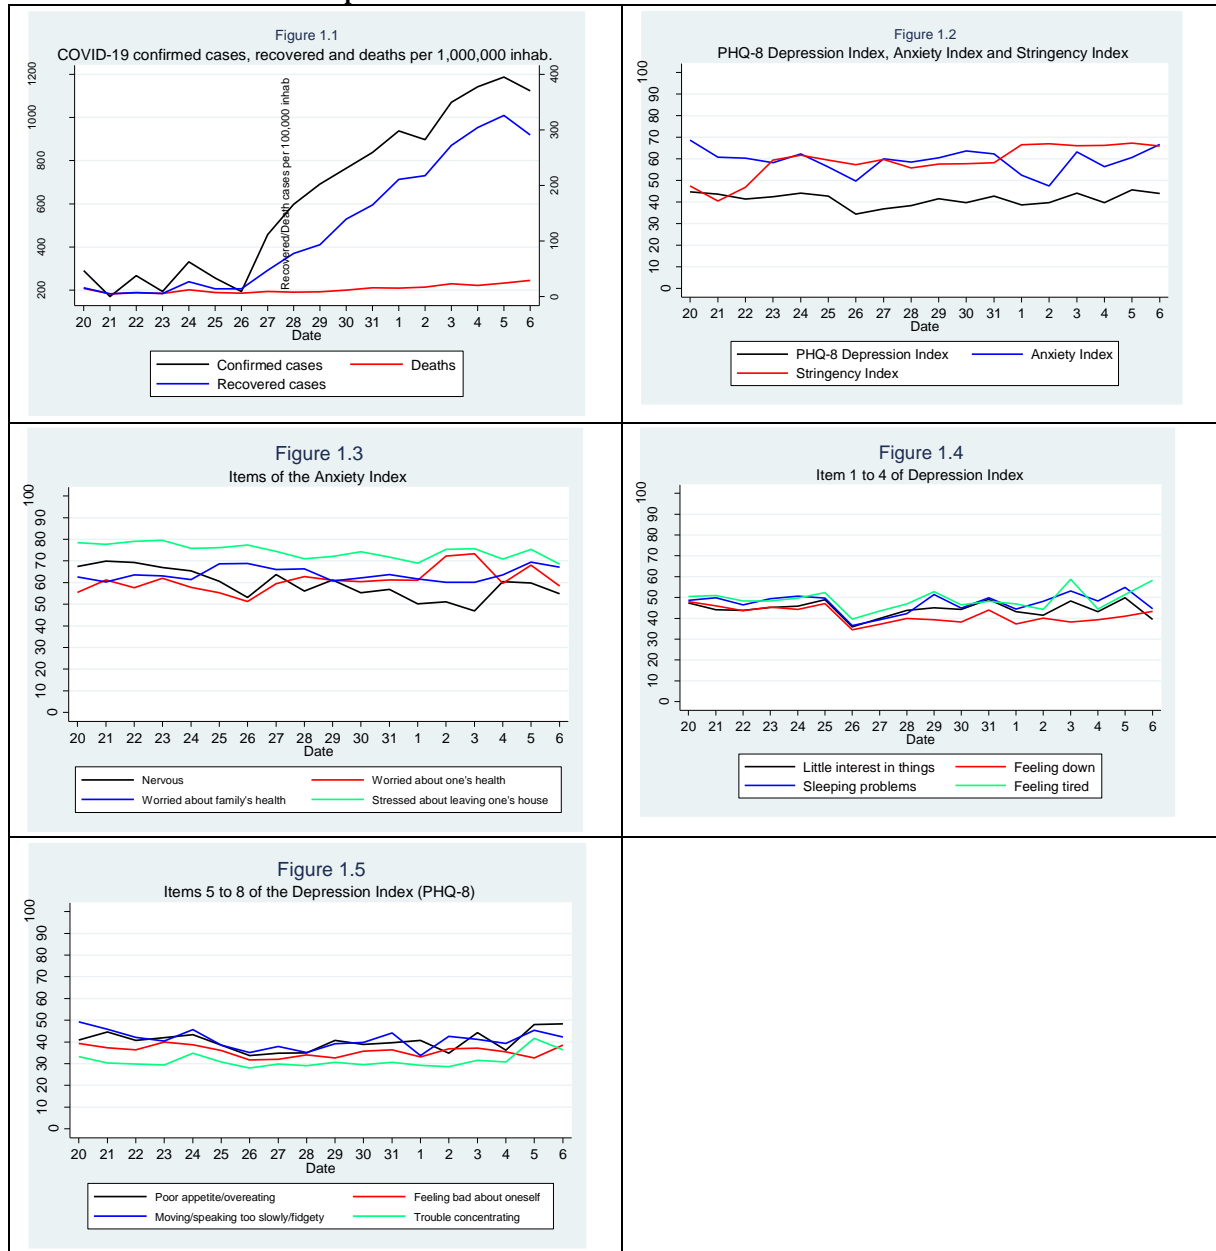 Figure 1.1
COVID-19 confirmed cases, recovered and deaths per 1,000,000 inhab.
1200
1000
800
600
400
200
Recovered/Death cases per 100,000 inhab
400
300
200
100
0
20 21 22 23 24 25 26 27 28 29 30 31 1 2 3 4 5 6
Date
Confirmed cases Deaths
Recovered cases
Figure 1.2
PHQ-8 Depression Index, Anxiety Index and Stringency Index
100
90
80
70
60
50
40
30
20
10
0
20 21 22 23 24 25 26 27 28 29 30 31 1 2 3 4 5 6
Date
PHQ-8 Depression Index Anxiety Index
Stringency Index
Figure 1.3
Items of the Anxiety Index
100
90
80
70
60
50
40
30
20
10
0
20 21 22 23 24 25 26 27 28 29 30 31 1 2 3 4 5 6
Date
Nervous Worried about one's health
Worried about family's health Stressed about leaving one's house
Figure 1.4
Item 1 to 4 of Depression Index
100
90
80
70
60
50
40
30
20
10
0
20 21 22 23 24 25 26 27 28 29 30 31 1 2 3 4 5 6
Date
Little interest in things Feeling down
Sleeping problems Feeling tired
Figure 1.5
Items 5 to 8 of the Depression Index (PHQ-8)
100
90
80
70
60
50
40
30
20
10
0
20 21 22 23 24 25 26 27 28 29 30 31 1 2 3 4 5 6
Date
Poor appetite/overeating Feeling bad about oneself
Moving/speaking too slowly/fidgety Trouble concentrating